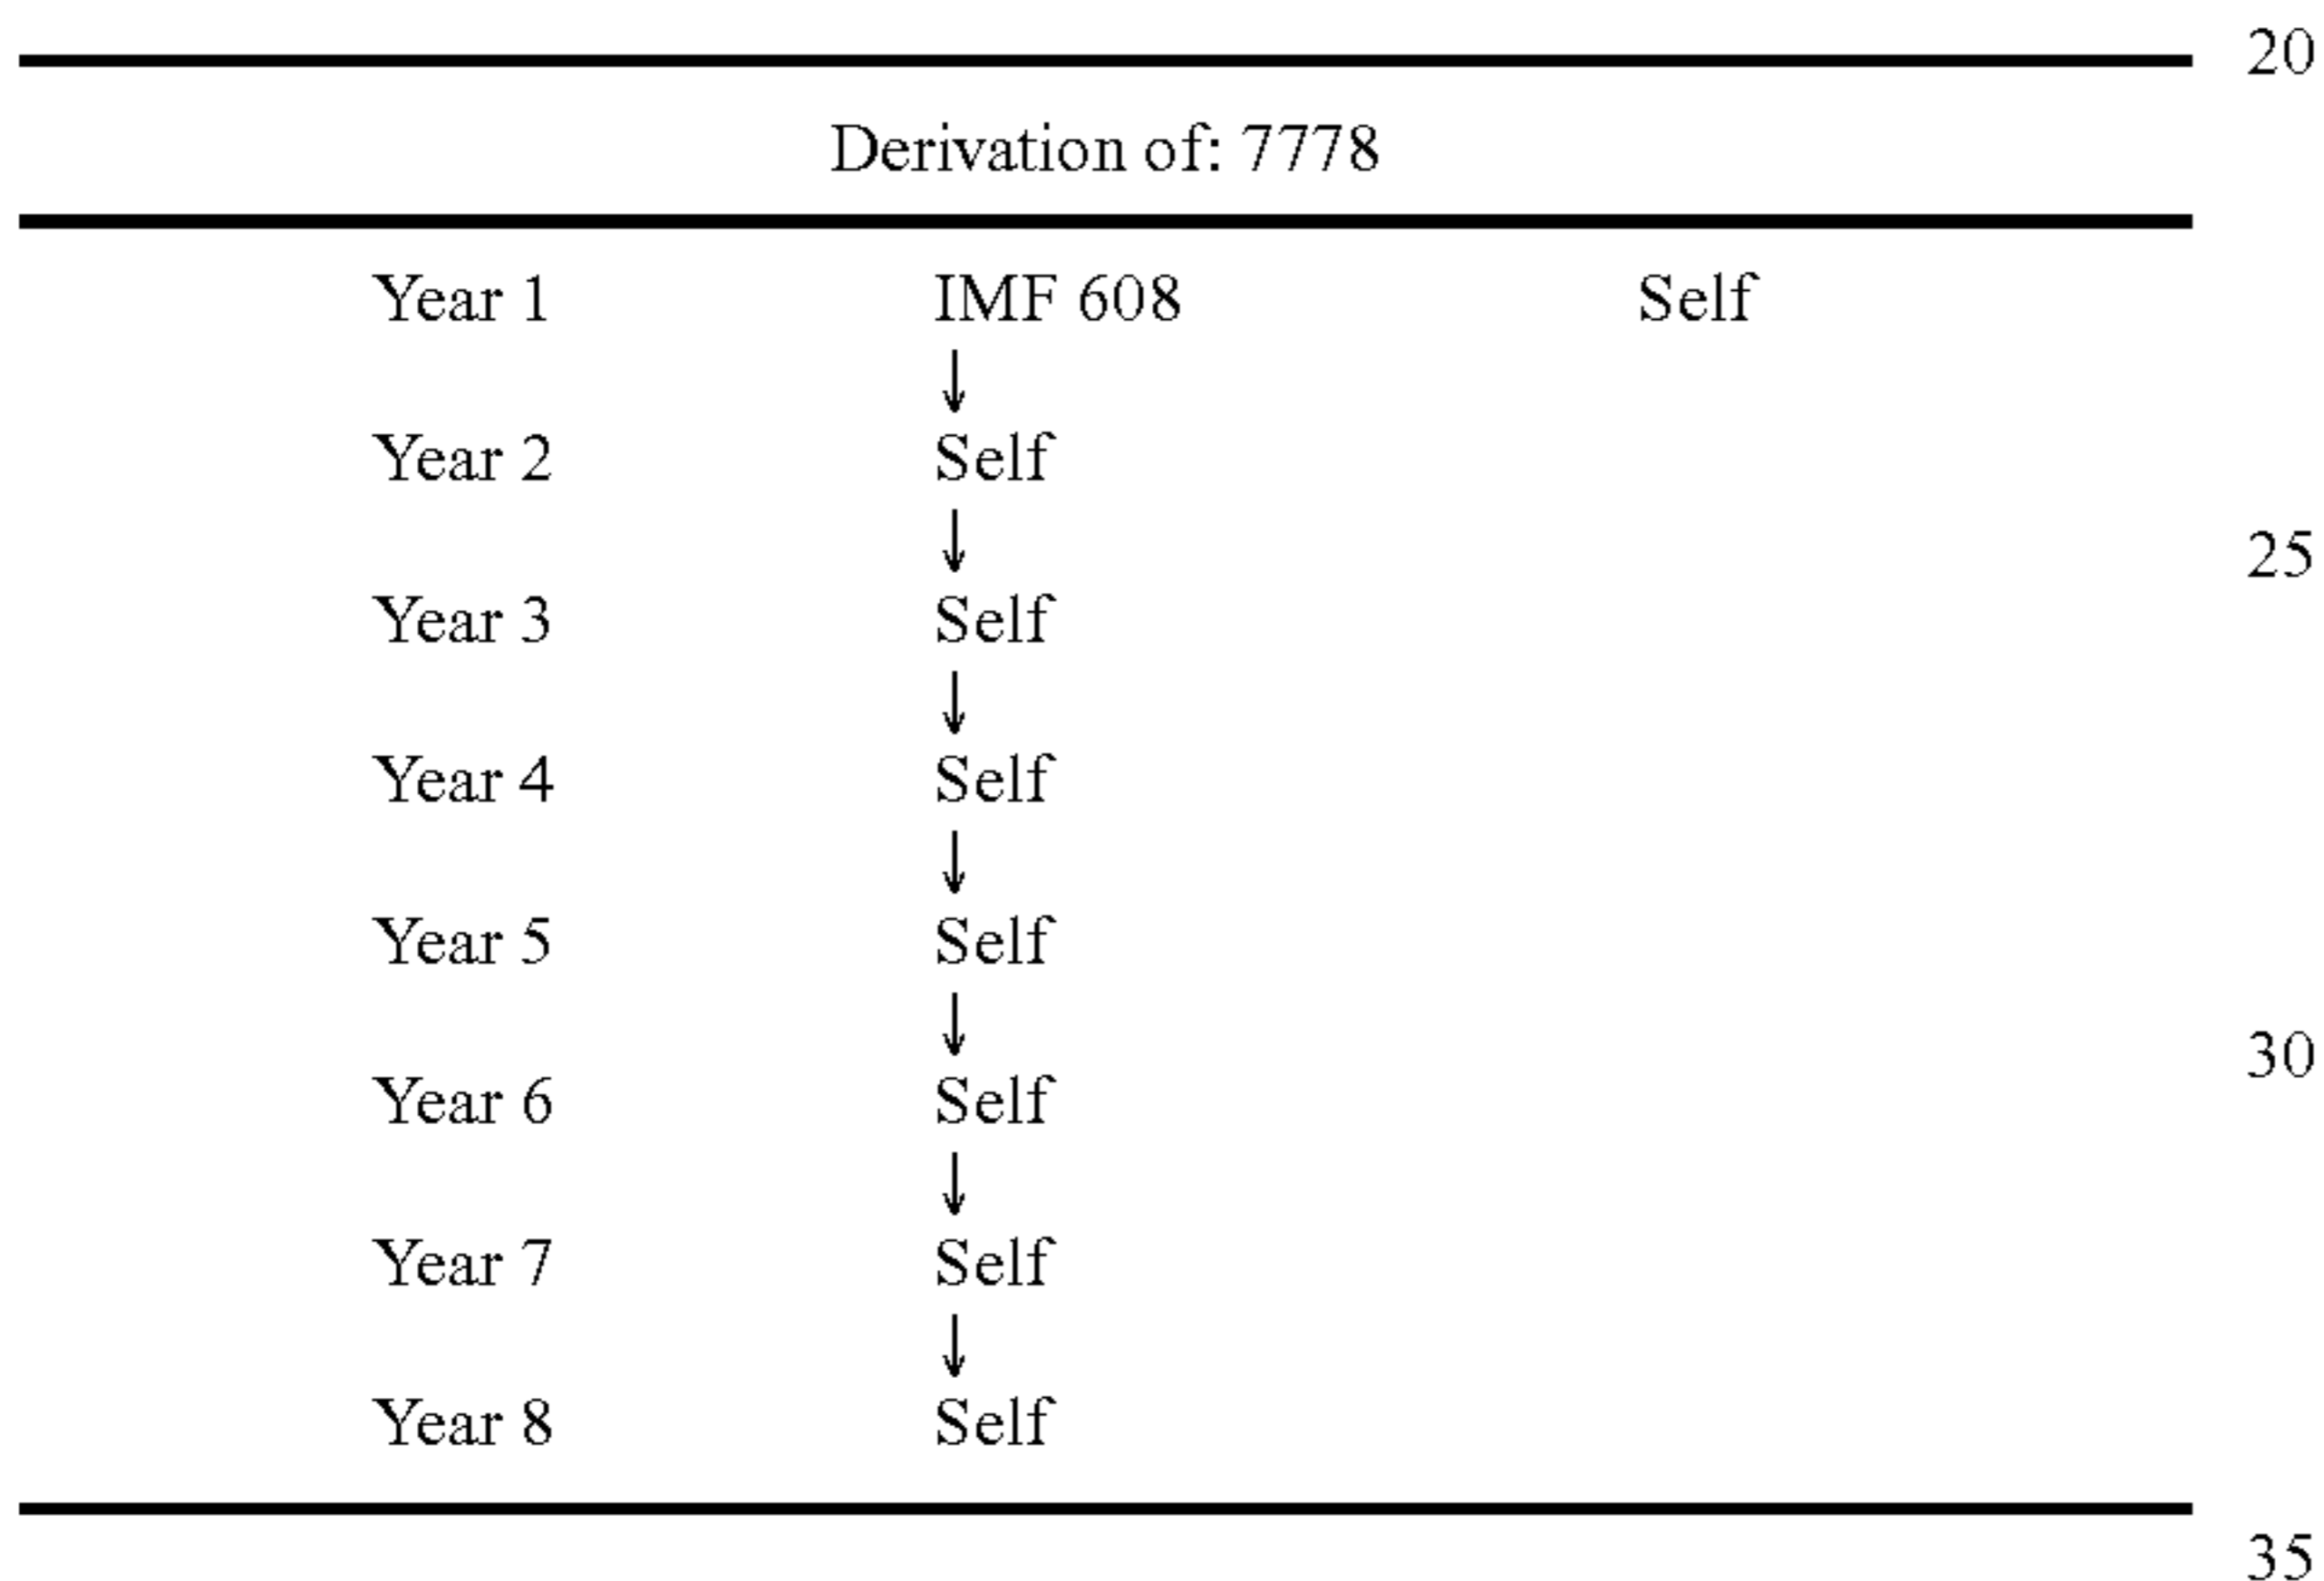 20
Derivation of: 7778
Year 1 IMF 608 Self
↓
Year 2 Self
↓
25
Year 3 Self
↓
Year 4 Self
↓
Year 5 Self
↓
30
Year 6 Self
↓
Year 7 Self
↓
Year 8 Self
35